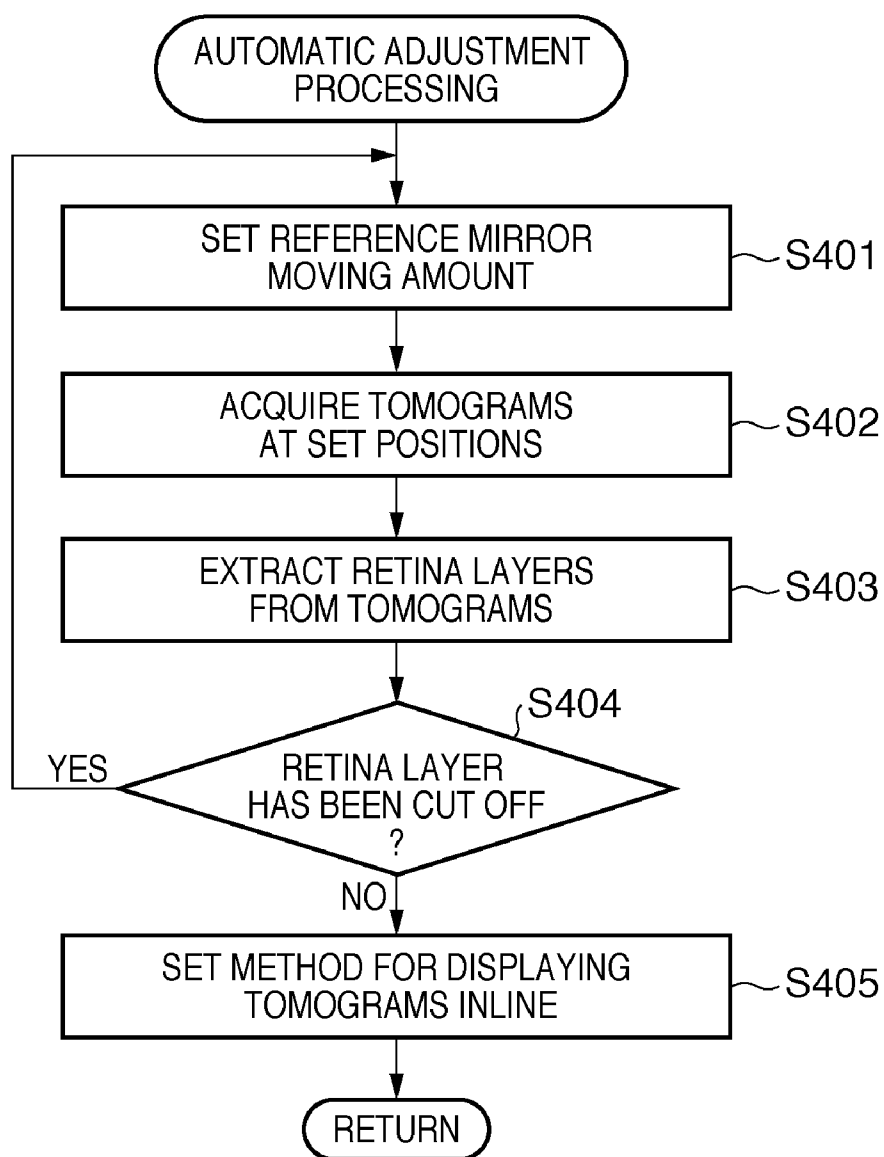 AUTOMATIC ADJUSTMENT
PROCESSING
SET REFERENCE MIRROR
MOVING AMOUNT
S401
ACQUIRE TOMOGRAMS
AT SET POSITIONS
S402
EXTRACT RETINA LAYERS
FROM TOMOGRAMS
S403
S404
YES
RETINA LAYER
HAS BEEN CUT OFF
?
NO
SET METHOD FOR DISPLAYING
TOMOGRAMS INLINE
S405
RETURN